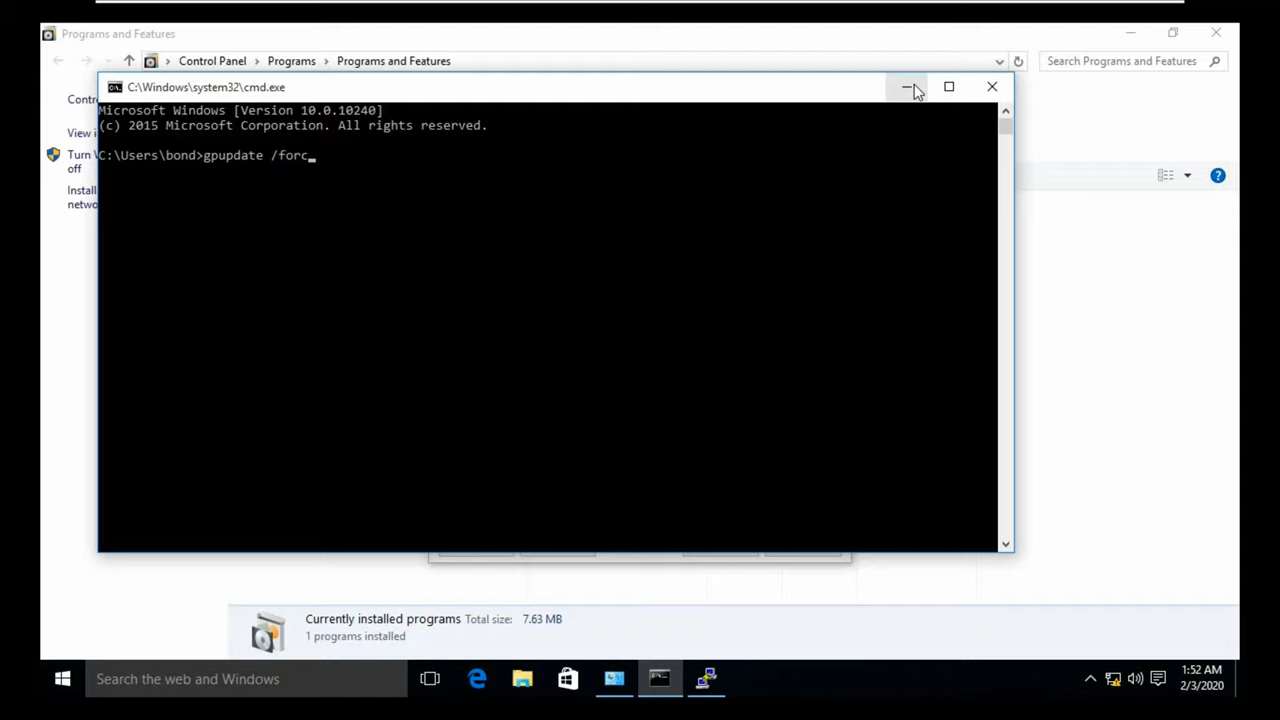 Programs and Features
Control Panel > Programs > Programs and Features
Search Programs and Features
C:\Windows\system32\cmd.exe
Microsoft Windows [Version 10.0.10240]
(c) 2015 Microsoft Corporation. All rights reserved.
C:\Users\bond>gpupdate /forc_
View
Turn
off
Install
Currently installed programs Total size: 7.63 MB
1 programs installed
Search the web and Windows
1:52 AM
2/3/2020